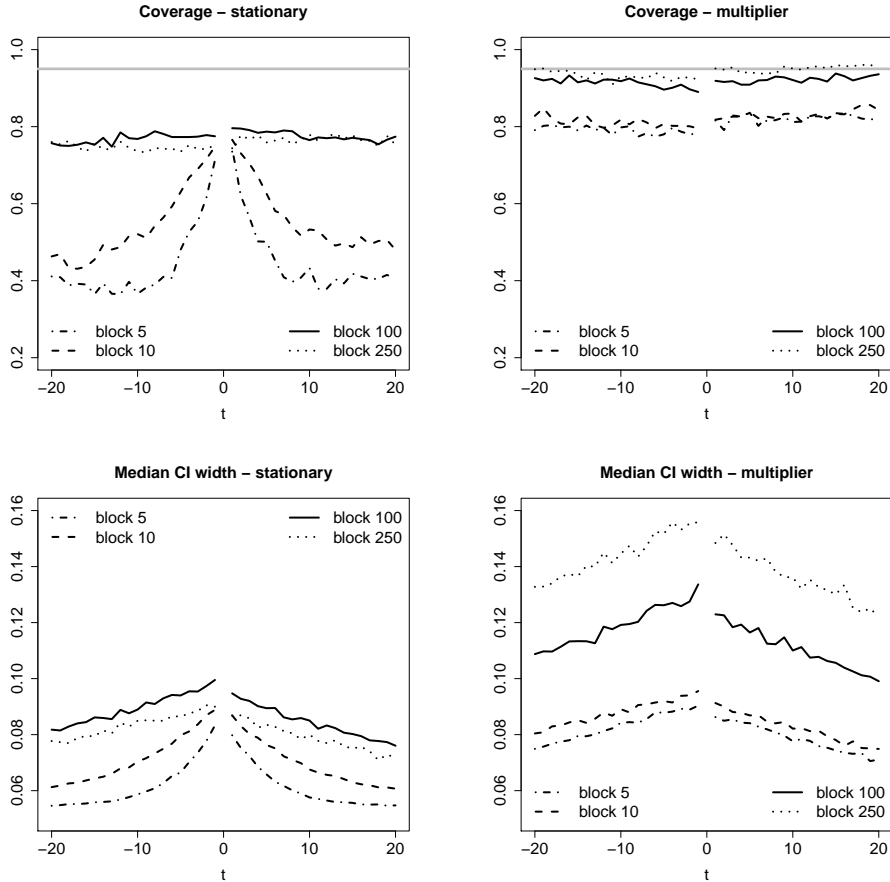 Coverage – stationary
1.0
0.8
0.6
0.4
0.2
block 5
block 10
block 100
block 250
−20
−10
0
10
20
t
Coverage – multiplier
1.0
0.8
0.6
0.4
0.2
block 5
block 10
block 100
block 250
−20
−10
0
10
20
t
Median CI width – stationary
0.16
0.14
0.12
0.10
0.08
0.06
block 5
block 10
block 100
block 250
−20
−10
0
10
20
t
Median CI width – multiplier
0.16
0.14
0.12
0.10
0.08
0.06
block 5
block 10
block 100
block 250
−20
−10
0
10
20
t